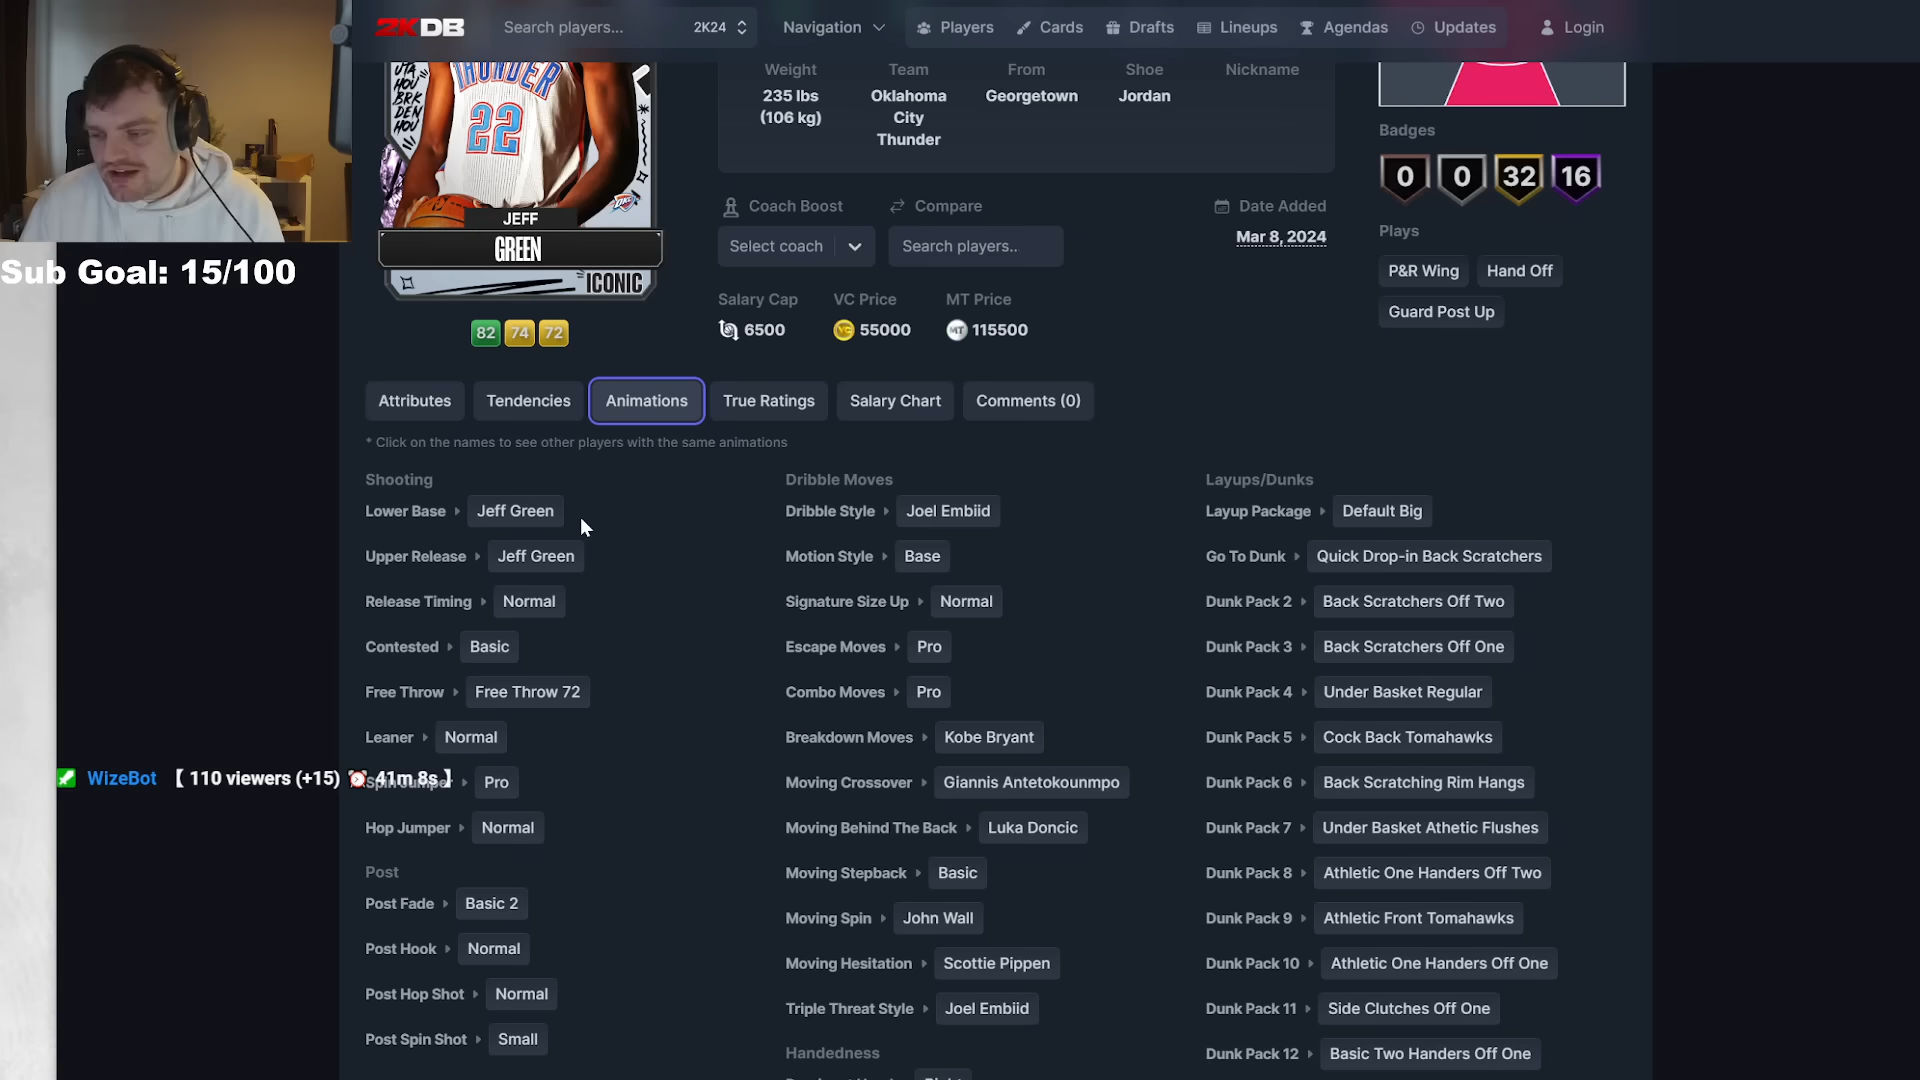 2KDB
Search players...
2K24
Navigation
Players
Cards
Drafts
Lineups
Agendas
Updates
Login
UTA
HOU
BRK
DEN
HOU
THUNDER
22
JEFF
GREEN
ICONIC
82 74 72
Weight
235 lbs
(106 kg)
Team
Oklahoma
City
Thunder
From
Georgetown
Shoe
Jordan
Nickname
Coach Boost
Select coach
Compare
Search players..
Date Added
Mar 8, 2024
Salary Cap
6500
VC Price
55000
MT Price
MT 115500
Badges
0 0 32 16
Plays
P&R Wing Hand Off
Guard Post Up
Sub Goal: 15/100
Attributes Tendencies Animations True Ratings Salary Chart Comments (0)
* Click on the names to see other players with the same animations
Shooting
Lower Base Jeff Green
Upper Release Jeff Green
Release Timing Normal
Contested Basic
Free Throw Free Throw 72
Leaner Normal
Spin Jumper Pro
Hop Jumper Normal
Post
Post Fade Basic 2
Post Hook Normal
Post Hop Shot Normal
Post Spin Shot Small
WizeBot 【 110 viewers (+15) ⏰ 41m 8s 】
Dribble Moves
Dribble Style Joel Embiid
Motion Style Base
Signature Size Up Normal
Escape Moves Pro
Combo Moves Pro
Breakdown Moves Kobe Bryant
Moving Crossover Giannis Antetokounmpo
Moving Behind The Back Luka Doncic
Moving Stepback Basic
Moving Spin John Wall
Moving Hesitation Scottie Pippen
Triple Threat Style Joel Embiid
Handedness
Layups/Dunks
Layup Package Default Big
Go To Dunk Quick Drop-in Back Scratchers
Dunk Pack 2 Back Scratchers Off Two
Dunk Pack 3 Back Scratchers Off One
Dunk Pack 4 Under Basket Regular
Dunk Pack 5 Cock Back Tomahawks
Dunk Pack 6 Back Scratching Rim Hangs
Dunk Pack 7 Under Basket Athetic Flushes
Dunk Pack 8 Athletic One Handers Off Two
Dunk Pack 9 Athletic Front Tomahawks
Dunk Pack 10 Athletic One Handers Off One
Dunk Pack 11 Side Clutches Off One
Dunk Pack 12 Basic Two Handers Off One